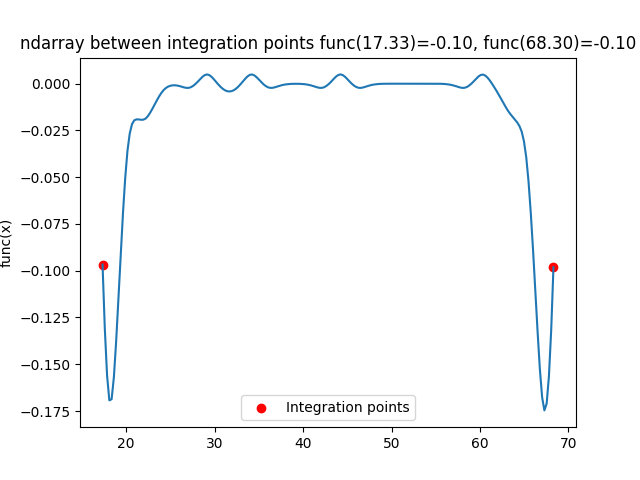 ndarray between integration points func(17.33)=-0.10, func(68.30)=-0.10
0.000
−0.025
−0.050
−0.075
−0.100
−0.125
−0.150
−0.175
func(x)
Integration points
20 30 40 50 60 70